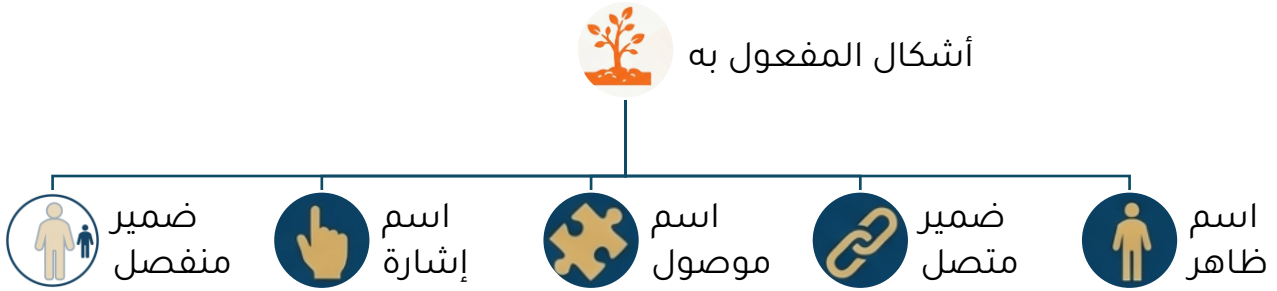 أشكال المفعول به
اسم
ظاهر
ضمير
متصل
اسم
موصول
اسم
إشارة
ضمير
منفصل